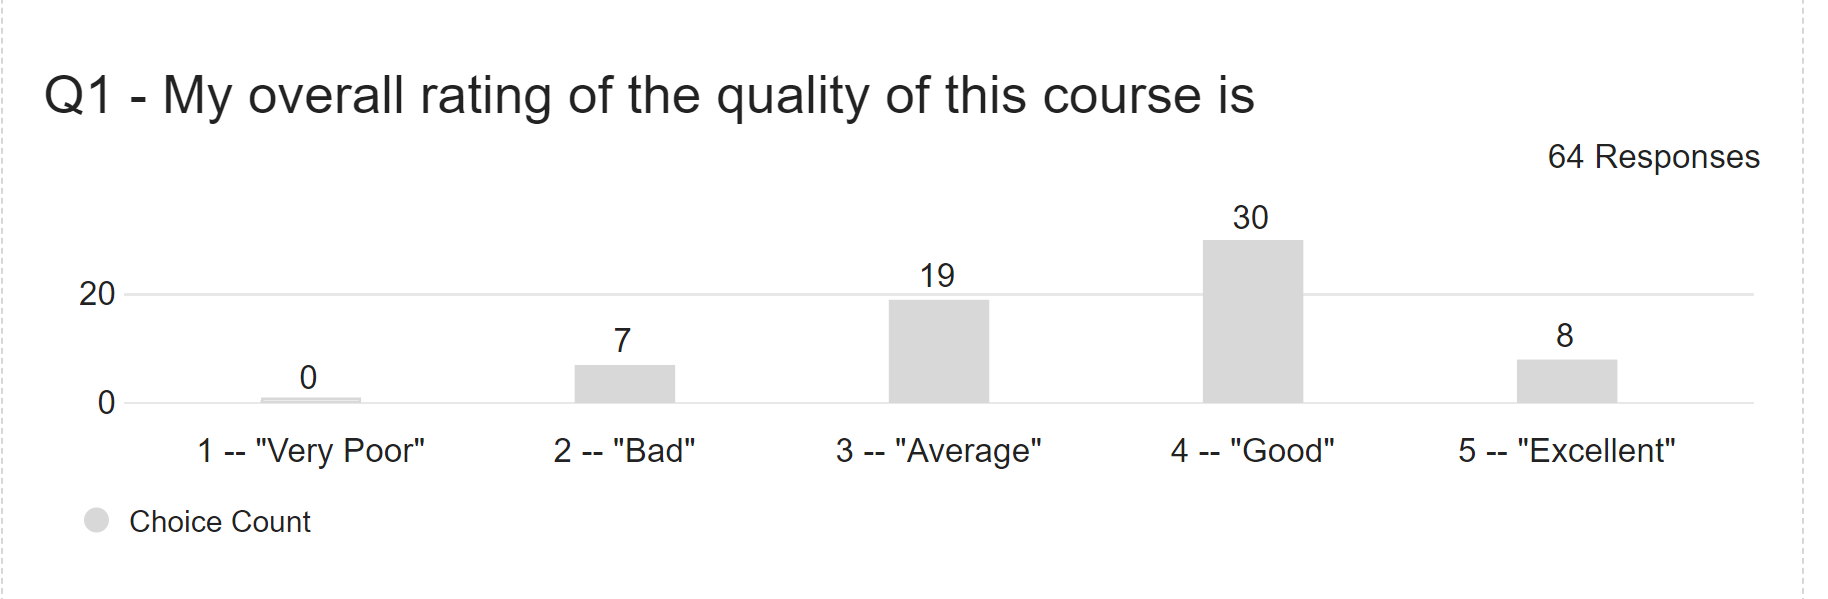 Q1 - My overall rating of the quality of this course is
64 Responses
30
19
20
7
8
0
0
1 -- "Very Poor" 2 -- "Bad" 3 -- "Average" 4 -- "Good" 5 -- "Excellent"
Choice Count